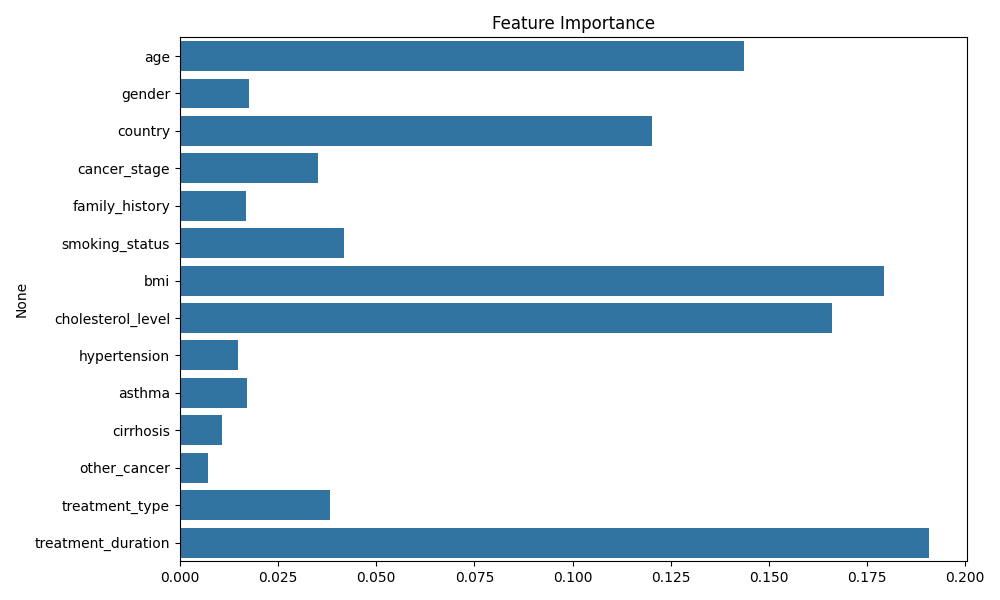 Feature Importance
age
gender
country
cancer_stage
family_history
smoking_status
bmi
cholesterol_level
hypertension
asthma
cirrhosis
other_cancer
treatment_type
treatment_duration
None
0.000 0.025 0.050 0.075 0.100 0.125 0.150 0.175 0.200